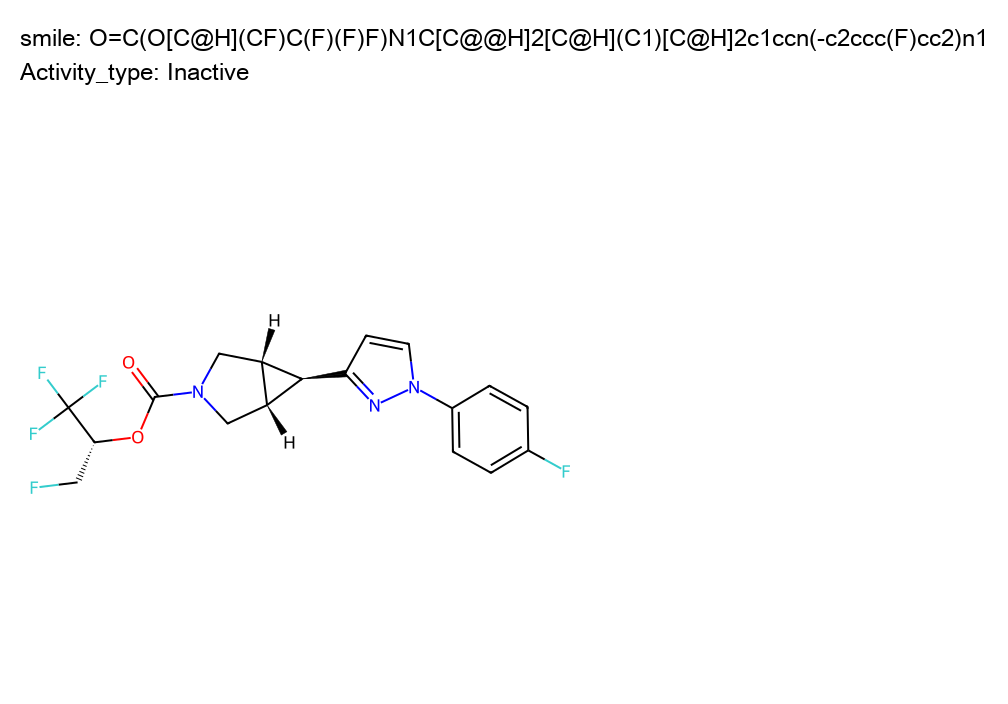 smile: O=C(O[C@H](CF)C(F)(F)F)N1C[C@@H]2[C@H](C1)[C@H]2c1ccn(-c2ccc(F)cc2)n1
Activity_type: Inactive
H
O
F
F
N
N
N
F
O
H
F
F